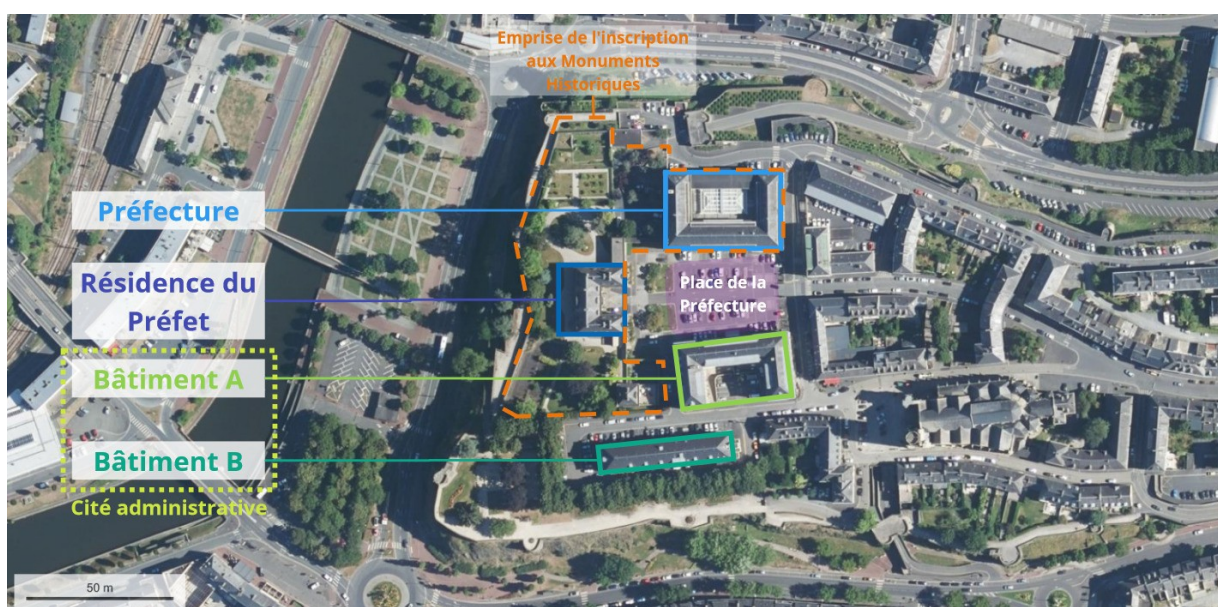 Emprise de l'inscription
aux Monuments
Historiques
Préfecture
Résidence du
Préfet
Place de la
Préfecture
Bâtiment A
Bâtiment B
Cité administrative
50 m